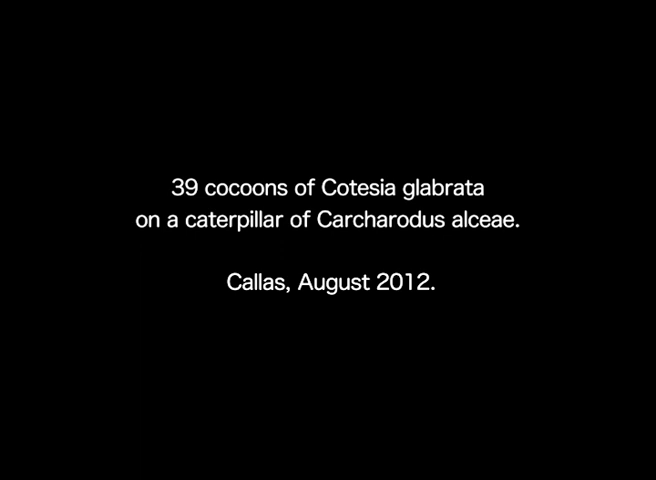 39 cocoons of Cotesia glabrata
on a caterpillar of Carcharodus alceae.
Callas, August 2012.